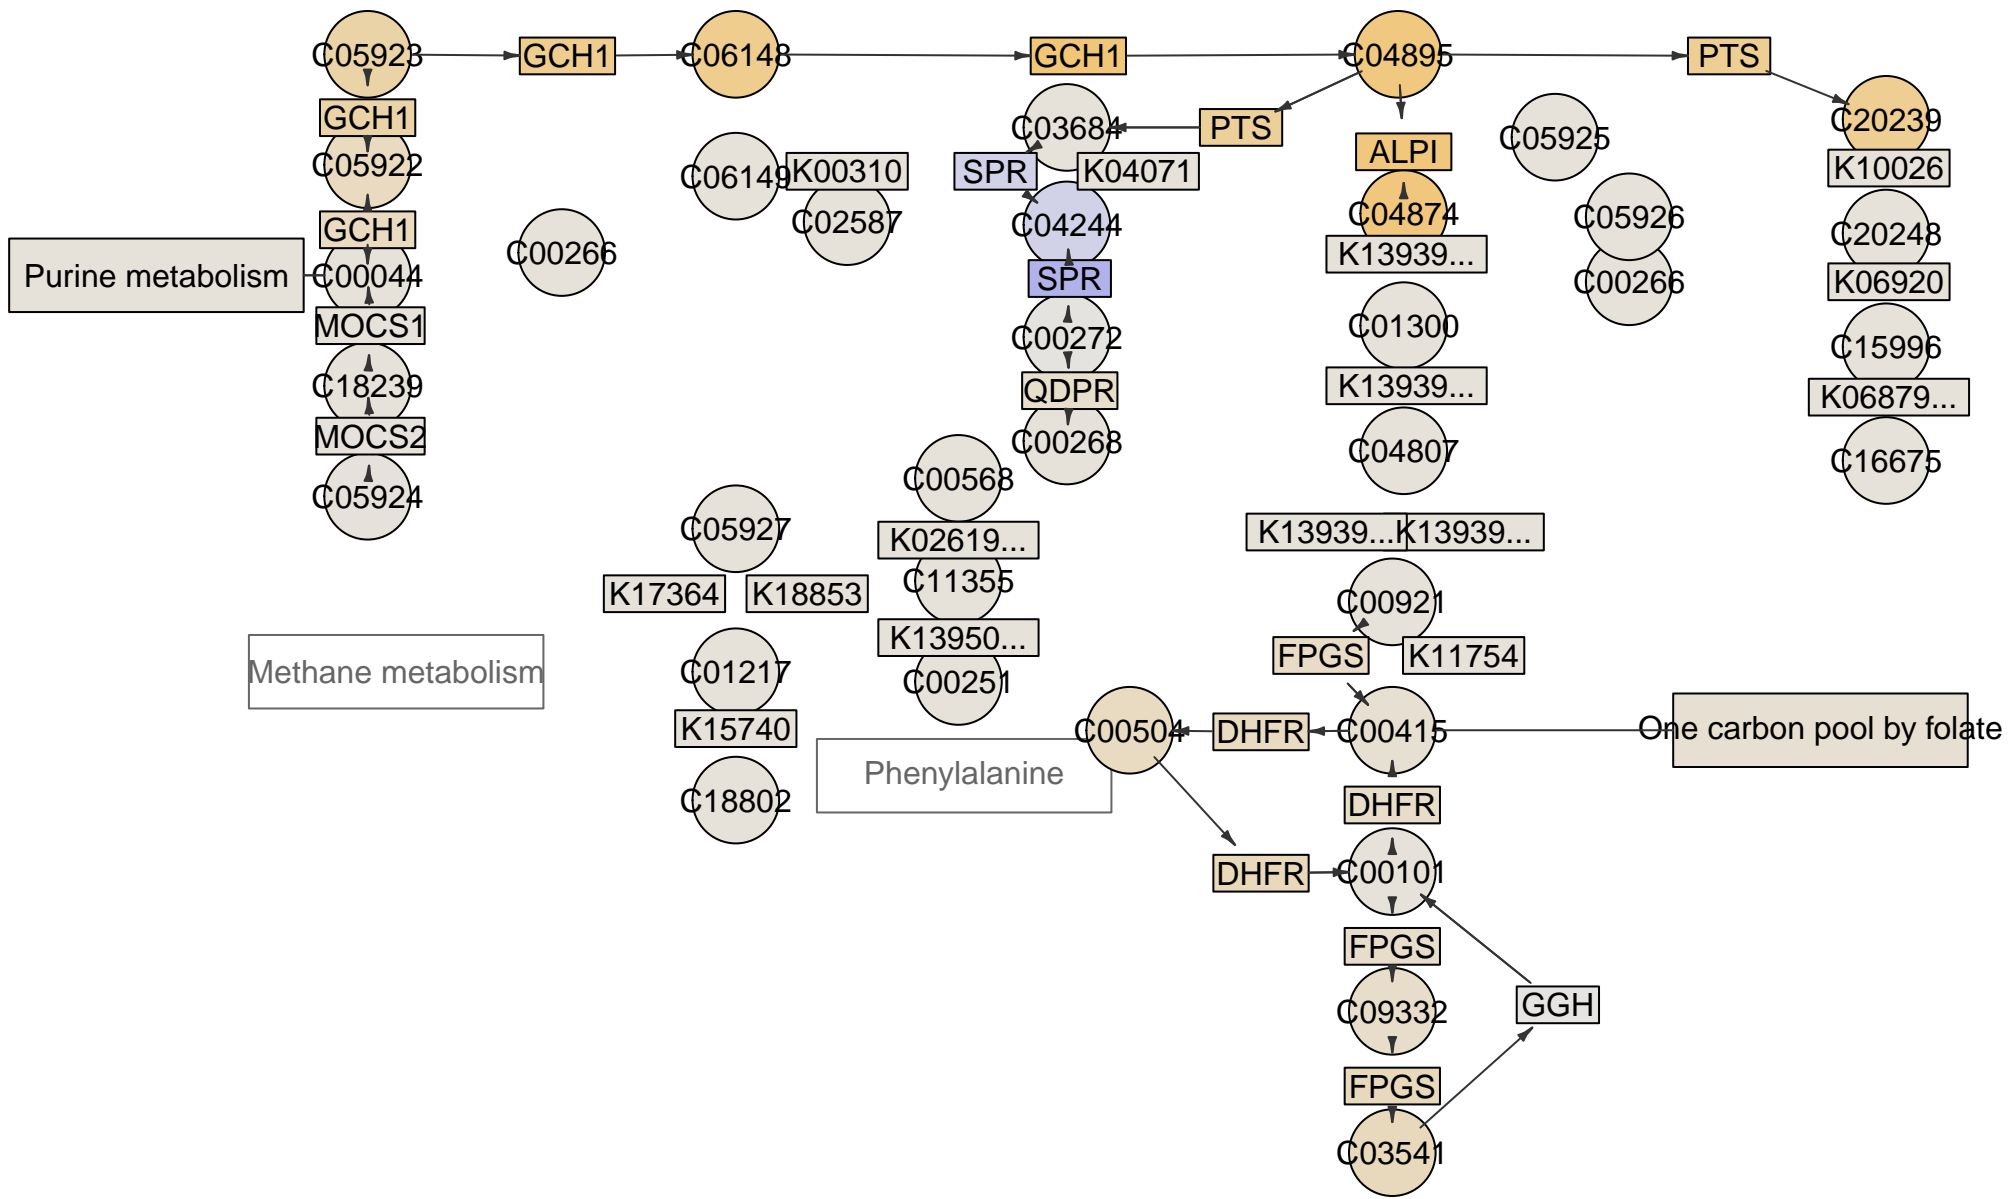 C05923
GCH1
C06148
GCH1
C04895
PTS
GCH1
C03684
PTS
C20239
C05925
ALPI
C05922
C06149
K00310
SPR
K04071
K10026
GCH1
C02587
C04244
C04874
C05926
C20248
C00266
K13939...
Purine metabolism
C00044
SPR
C00266
K06920
MOCS1
C00272
C01300
C15996
C18239
QDPR
K13939...
K06879...
MOCS2
C00268
C04807
C16675
C05924
C00568
C05927
K02619...
K13939...
K13939...
K17364
K18853
C11355
C00921
K13950...
FPGS
K11754
Methane metabolism
C01217
C00251
K15740
C00504
DHFR
C00415
One carbon pool by folate
Phenylalanine
C18802
DHFR
DHFR
C00101
FPGS
C09332
GGH
FPGS
C03541